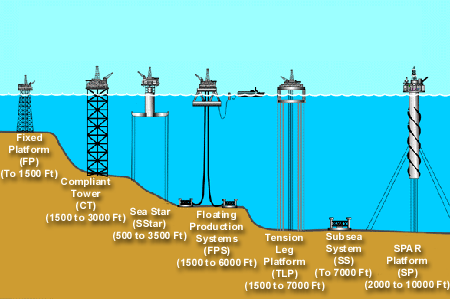 Fixed
Platform
(FP)
(To 1500 Ft)
Compliant
Tower
(CT)
(1500 to 3000 Ft)
Sea Star
(SStar)
(500 to 3500 Ft)
Floating
Production
Systems
(FPS)
(1500 to 6000 Ft)
Tension
Leg
Platform
(TLP)
(1500 to 7000 Ft)
Subsea
System
(SS)
(To 7000 Ft)
SPAR
Platform
(SP)
(2000 to 10000 Ft)